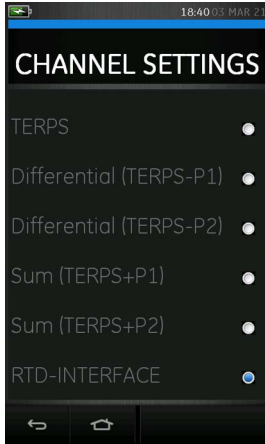 18:40 03 MAR 21
CHANNEL SETTINGS
TERPS
Differential (TERPS-P1)
Differential (TERPS-P2)
Sum (TERPS+P1)
Sum (TERPS+P2)
RTD-INTERFACE